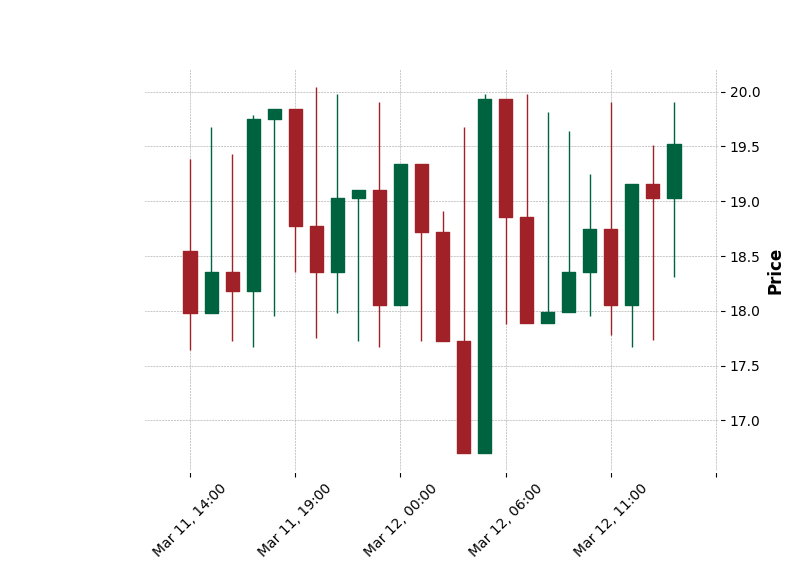 20.0
19.5
19.0
18.5
18.0
17.5
17.0
Price
Mar 11, 14:00
Mar 11, 19:00
Mar 12, 00:00
Mar 12, 06:00
Mar 12, 11:00